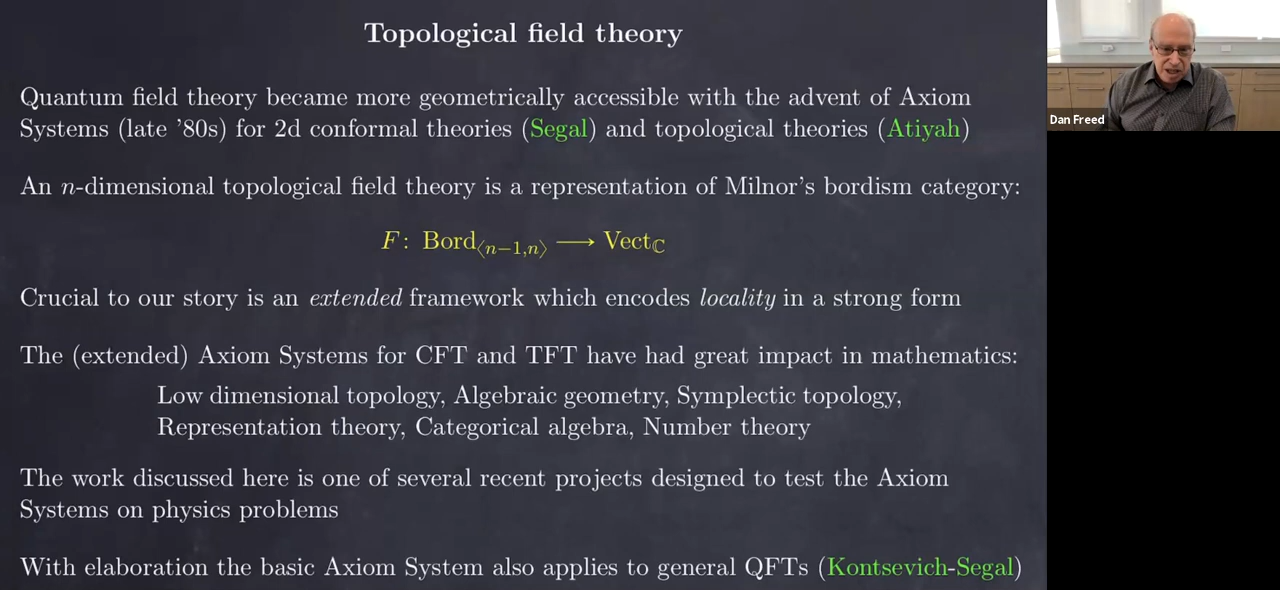 Topological field theory
Quantum field theory became more geometrically accessible with the advent of Axiom
Systems (late '80s) for 2d conformal theories (Segal) and topological theories (Atiyah)
An n-dimensional topological field theory is a representation of Milnor's bordism category:
F: Bord⟨n−1,n⟩ ⟶ Vectℂ
Crucial to our story is an extended framework which encodes locality in a strong form
The (extended) Axiom Systems for CFT and TFT have had great impact in mathematics:
Low dimensional topology, Algebraic geometry, Symplectic topology,
Representation theory, Categorical algebra, Number theory
The work discussed here is one of several recent projects designed to test the Axiom
Systems on physics problems
With elaboration the basic Axiom System also applies to general QFTs (Kontsevich-Segal)
Dan Freed